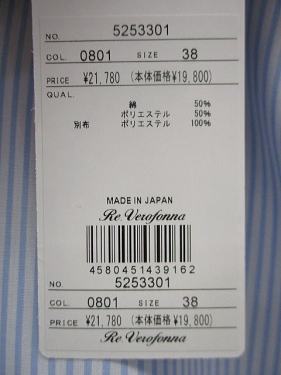 NO. 5253301
COL. 0801 SIZE 38
PRICE ¥21,780 (本体価格¥19,800)
QUAL.
綿 50%
ポリエステル 50%
別布 ポリエステル 100%
MADE IN JAPAN
Re Verofonna
4580451439162
NO. 5253301
COL. 0801 SIZE 38
PRICE ¥21,780 (本体価格¥19,800)
Re Verofonna